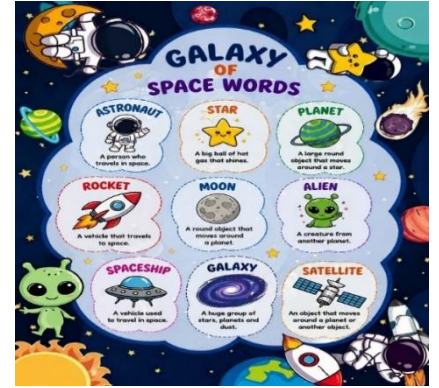 GALAXY
OF
SPACE WORDS
ASTRONAUT
A person who
travels in space.
STAR
A big ball of hot
gas that shines.
PLANET
A large round
object that moves
around a star.
ROCKET
A vehicle that travels
to space.
MOON
A round object that
moves around
a planet.
ALIEN
A creature from
another planet.
SPACESHIP
A vehicle used
to travel in space.
GALAXY
A huge group of
stars, planets and
dust.
SATELLITE
An object that moves
around a planet or
another object.